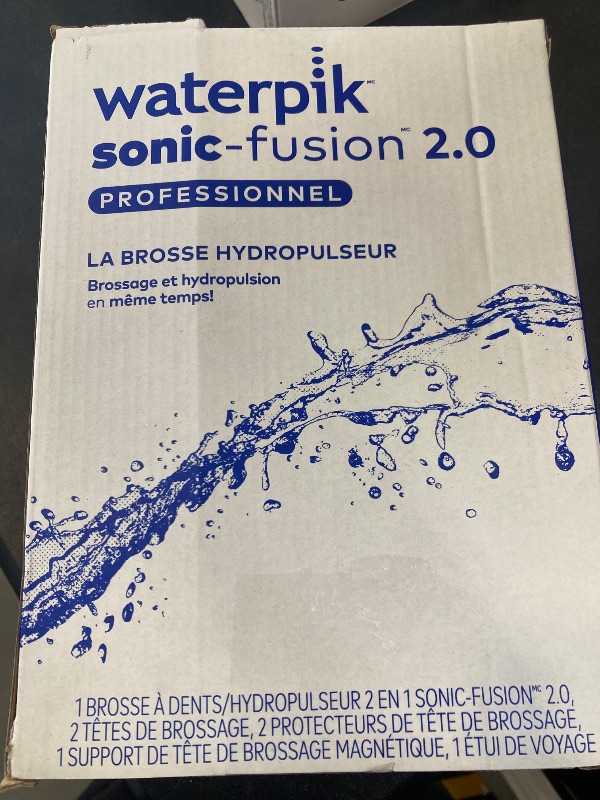 waterpik MC
sonic-fusion MC 2.0
PROFESSIONNEL
LA BROSSE HYDROPULSEUR
Brossage et hydropulsion
en même temps!
1 BROSSE À DENTS/HYDROPULSEUR 2 EN 1 SONIC-FUSION MC 2.0,
2 TÊTES DE BROSSAGE, 2 PROTECTEURS DE TÊTE DE BROSSAGE,
1 SUPPORT DE TÊTE DE BROSSAGE MAGNÉTIQUE, 1 ÉTUI DE VOYAGE